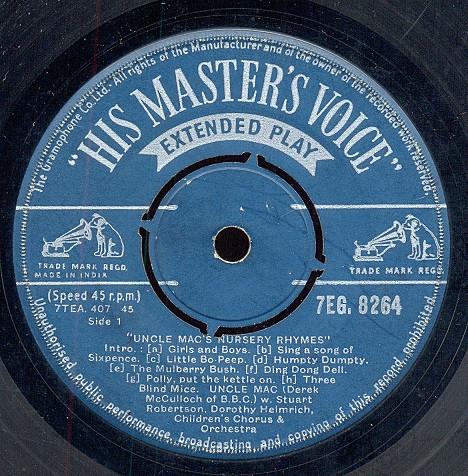 The Gramophone Co. Ltd. All rights of the Manufacturer and of the owner of the recorded work reserved.
"HIS MASTER'S VOICE"
EXTENDED PLAY
TRADE MARK REGD.
MADE IN INDIA
TRADE MARK REGD.
(Speed 45 r.p.m.)
7TEA. 407. 45
Side 1
7EG. 8264
"UNCLE MAC'S NURSERY RHYMES"
Intro.: [a] Girls and Boys. [b] Sing a song of
Sixpence. [c] Little Bo-Peep. [d] Humpty Dumpty.
[e] The Mulberry Bush. [f] Ding Dong Dell.
[g] Polly, put the kettle on. [h] Three
Blind Mice. UNCLE MAC (Derek
McCulloch of B.B.C.) w. Stuart
Robertson, Dorothy Helmrich,
Children's Chorus &
Orchestra
Unauthorised public performance broadcasting and copying of this record prohibited.